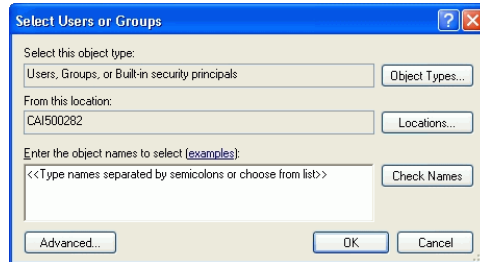 Select Users or Groups
Select this object type:
Users, Groups, or Built-in security principals
Object Types...
From this location:
CAI500282
Locations...
Enter the object names to select (examples):
<<Type names separated by semicolons or choose from list>>
Check Names
Advanced...
OK
Cancel